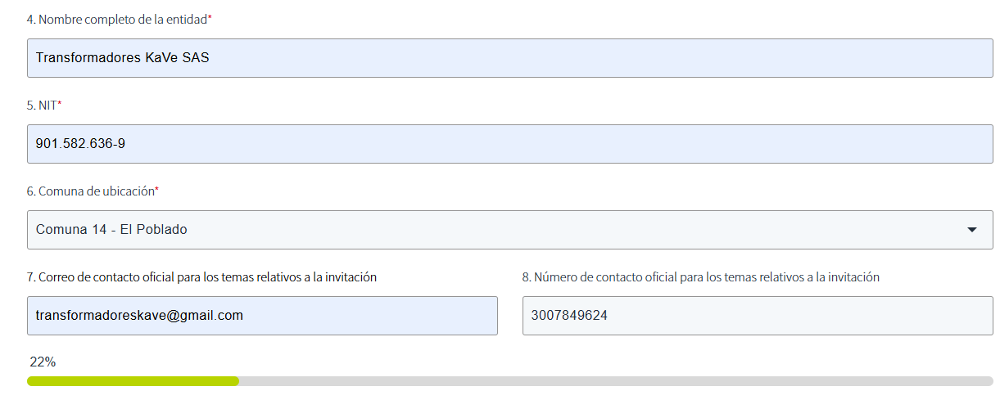 4. Nombre completo de la entidad*
Transformadores KaVe SAS
5. NIT*
901.582.636-9
6. Comuna de ubicación*
Comuna 14 - El Poblado
7. Correo de contacto oficial para los temas relativos a la invitación
8. Número de contacto oficial para los temas relativos a la invitación
transformadoreskave@gmail.com
3007849624
22%